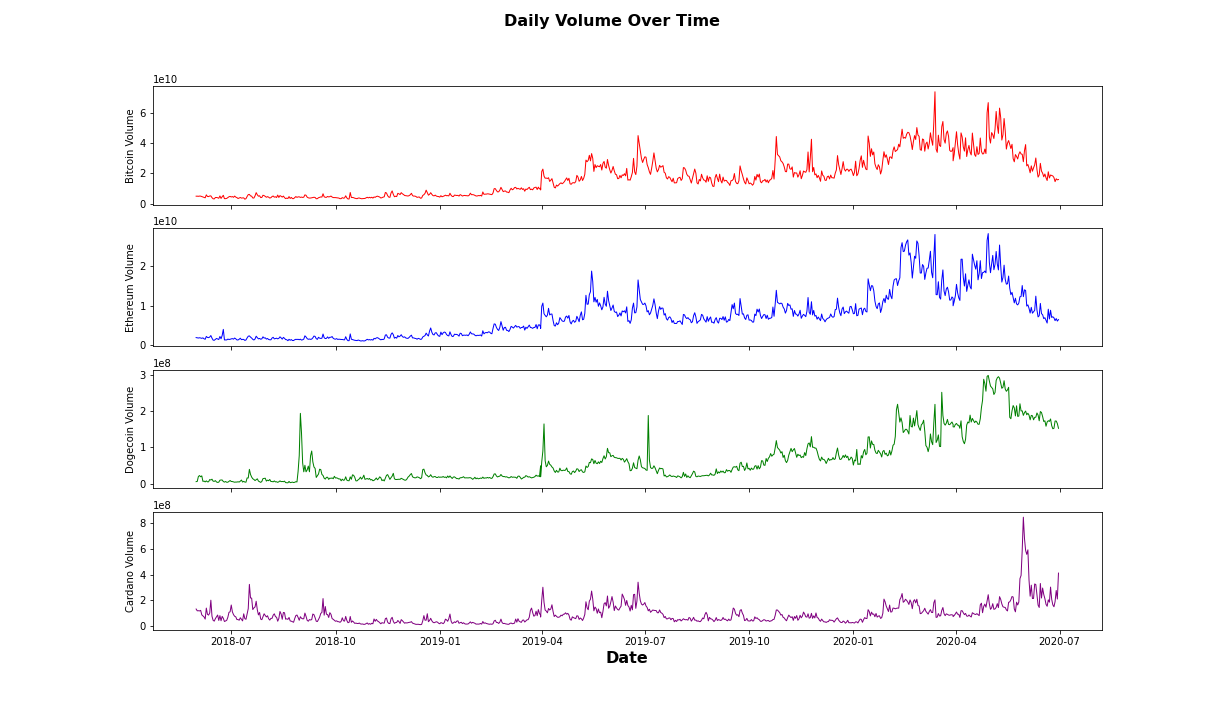 Daily Volume Over Time
1e10
Bitcoin Volume
6
4
2
0
1e10
Ethereum Volume
2
1
0
1e8
Dogecoin Volume
3
2
1
0
1e8
Cardano Volume
8
6
4
2
0
2018-07 2018-10 2019-01 2019-04 2019-07 2019-10 2020-01 2020-04 2020-07
Date